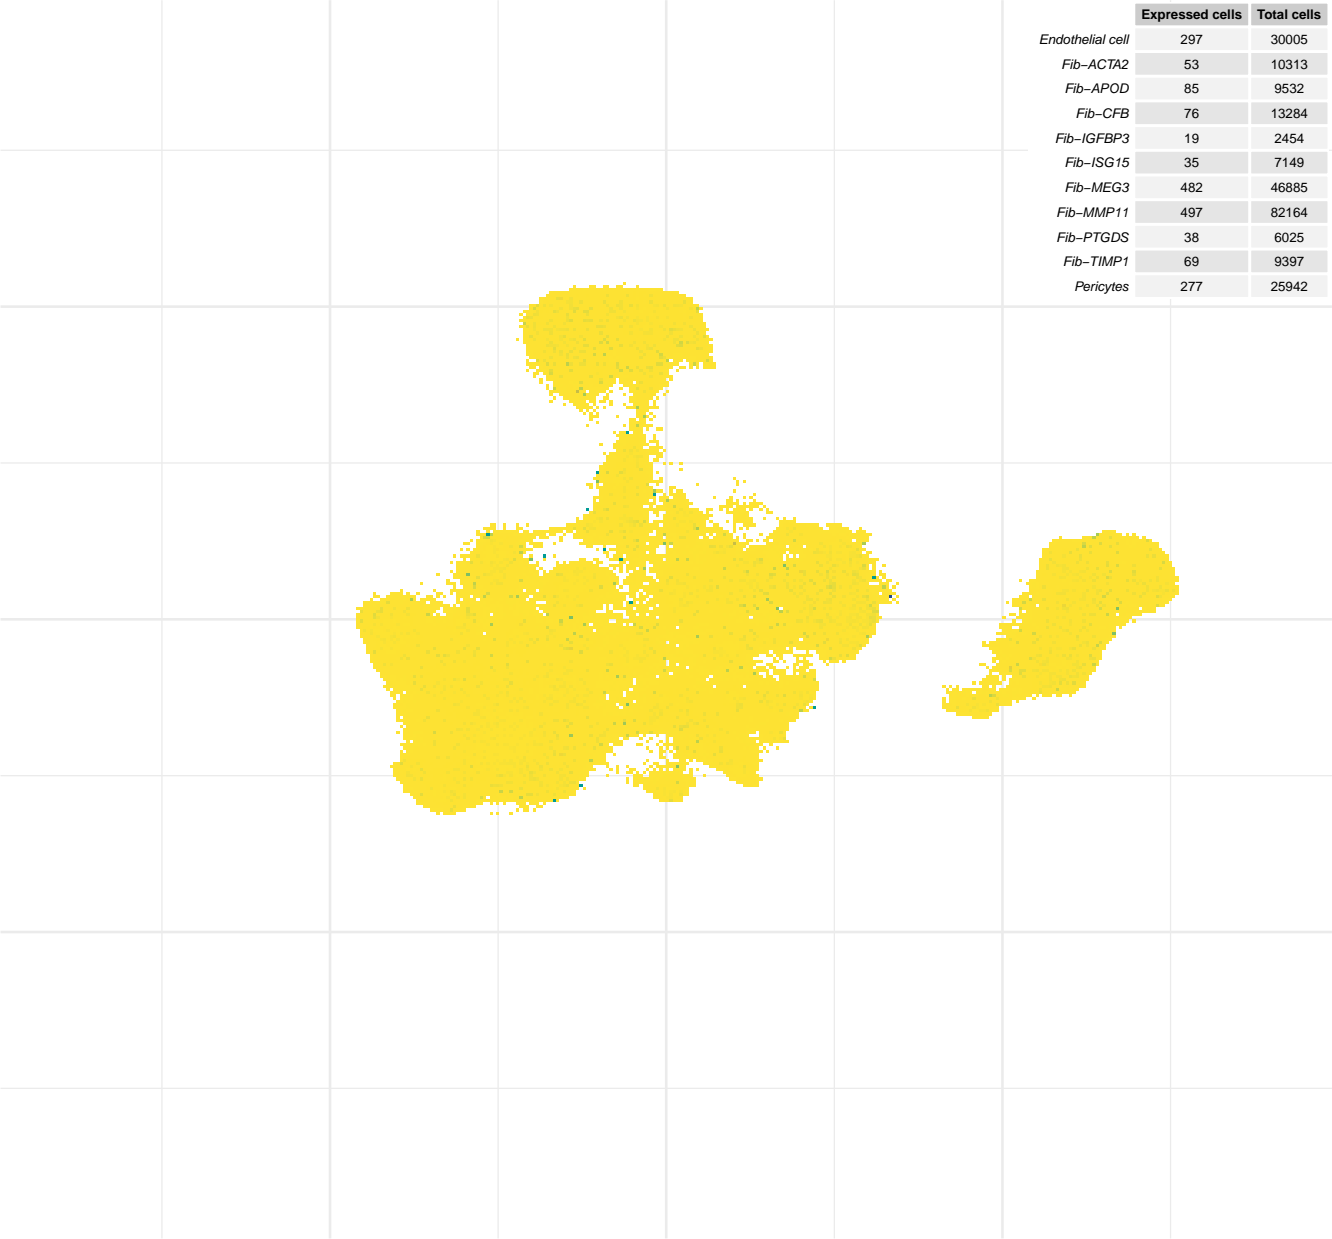 Expressed cells Total cells
Endothelial cell 297 30005
Fib−ACTA2 53 10313
Fib−APOD 85 9532
Fib−CFB 76 13284
Fib−IGFBP3 19 2454
Fib−ISG15 35 7149
Fib−MEG3 482 46885
Fib−MMP11 497 82164
Fib−PTGDS 38 6025
Fib−TIMP1 69 9397
Pericytes 277 25942